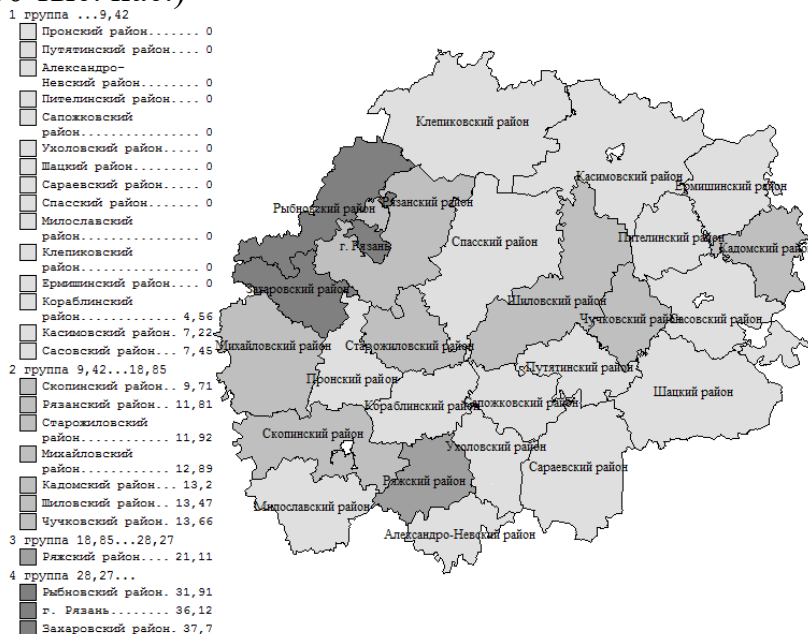 1 группа ...9,42
Пронский район....... 0
Путятинский район.... 0
Александро-
Невский район........ 0
Пителинский район.... 0
Сапожковский
район................ 0
Ухоловский район..... 0
Шацкий район......... 0
Сараевский район..... 0
Спасский район....... 0
Милославский
район................ 0
Клепиковский
район................ 0
Ермишинский район.... 0
Кораблинский
район............. 4,56
Касимовский район. 7,22
Сасовский район... 7,45
2 группа 9,42...18,85
Скопинский район.. 9,71
Рязанский район.. 11,81
Старожиловский
район............ 11,92
Михайловский
район............ 12,89
Кадомский район.. 13,2
Шиловский район.. 13,47
Чучковский район. 13,66
3 группа 18,85...28,27
Ряжский район.... 21,11
4 группа 28,27...
Рыбновский район. 31,91
г. Рязань........ 36,12
Захаровский район. 37,7
Клепиковский район
Касимовский район
Ермишинский район
Рыбновский район
Рязанский район
г. Рязань
Спасский район
Пителинский район
Кадомский район
Захаровский район
Шиловский район
Чучковский район
Сасовский район
Михайловский район
Старожиловский район
Путятинский район
Пронский район
Кораблинский район
Сапожковский район
Шацкий район
Скопинский район
Ухоловский район
Сараевский район
Ряжский район
Милославский район
Александро-Невский район